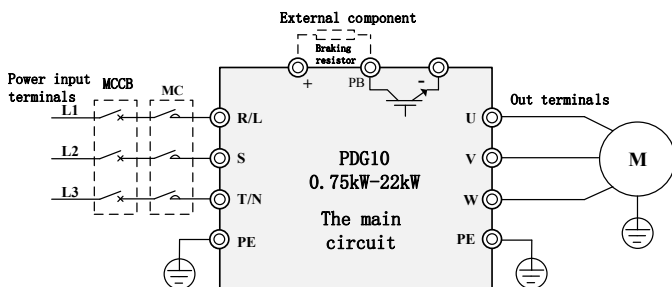 External component
Braking
resistor
+
PB
-
Power input
terminals
MCCB
MC
L1
R/L
U
Out terminals
L2
S
V
M
L3
T/N
W
PE
PE
PDG10
0.75kW-22kW
The main
circuit